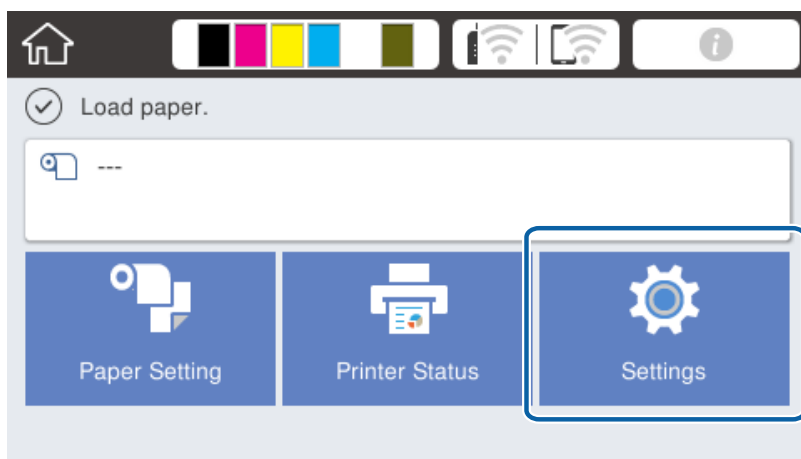 Load paper.
---
Paper Setting
Printer Status
Settings